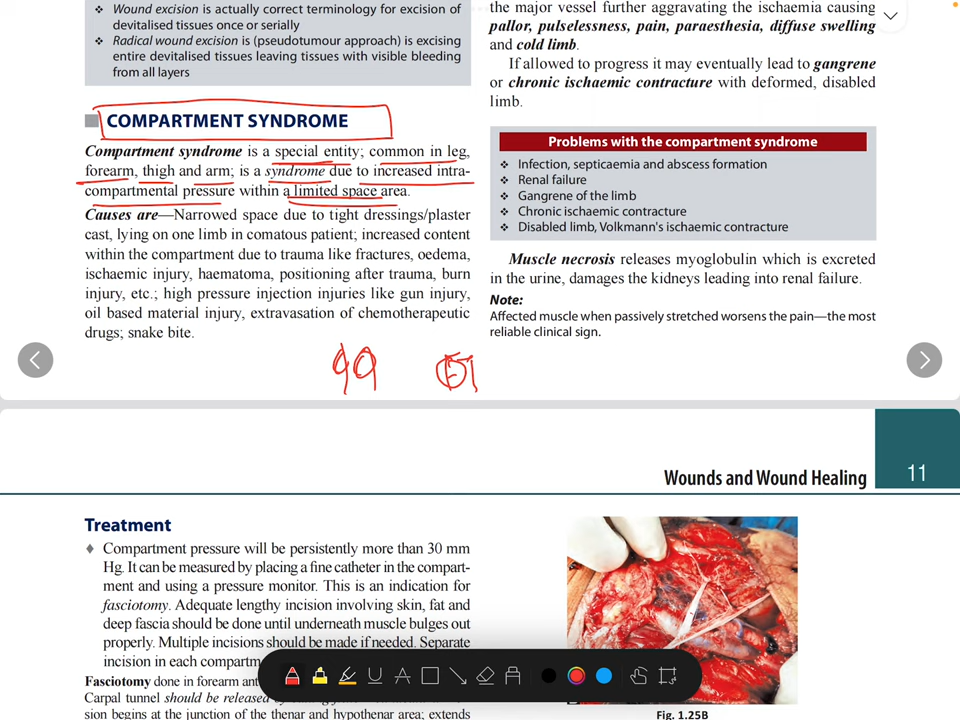 ❖ Wound excision is actually correct terminology for excision of
devitalised tissues once or serially
❖ Radical wound excision is (pseudotumour approach) is excising
entire devitalised tissues leaving tissues with visible bleeding
from all layers
COMPARTMENT SYNDROME
Compartment syndrome is a special entity; common in leg,
forearm, thigh and arm; is a syndrome due to increased intra-
compartmental pressure within a limited space area.
Causes are—Narrowed space due to tight dressings/plaster
cast, lying on one limb in comatous patient; increased content
within the compartment due to trauma like fractures, oedema,
ischaemic injury, haematoma, positioning after trauma, burn
injury, etc.; high pressure injection injuries like gun injury,
oil based material injury, extravasation of chemotherapeutic
drugs; snake bite.
the major vessel further aggravating the ischaemia causing
pallor, pulselessness, pain, paraesthesia, diffuse swelling
and cold limb.
If allowed to progress it may eventually lead to gangrene
or chronic ischaemic contracture with deformed, disabled
limb.
Problems with the compartment syndrome
❖ Infection, septicaemia and abscess formation
❖ Renal failure
❖ Gangrene of the limb
❖ Chronic ischaemic contracture
❖ Disabled limb, Volkmann's ischaemic contracture
Muscle necrosis releases myoglobulin which is excreted
in the urine, damages the kidneys leading into renal failure.
Note:
Affected muscle when passively stretched worsens the pain—the most
reliable clinical sign.
Wounds and Wound Healing 11
Treatment
♦ Compartment pressure will be persistently more than 30 mm
Hg. It can be measured by placing a fine catheter in the compart-
ment and using a pressure monitor. This is an indication for
fasciotomy. Adequate lengthy incision involving skin, fat and
deep fascia should be done until underneath muscle bulges out
properly. Multiple incisions should be made if needed. Separate
incision in each compartm
Fasciotomy done in forearm ant
Carpal tunnel should be released
sion begins at the junction of the thenar and hypothenar area; extends
Fig. 1.25B